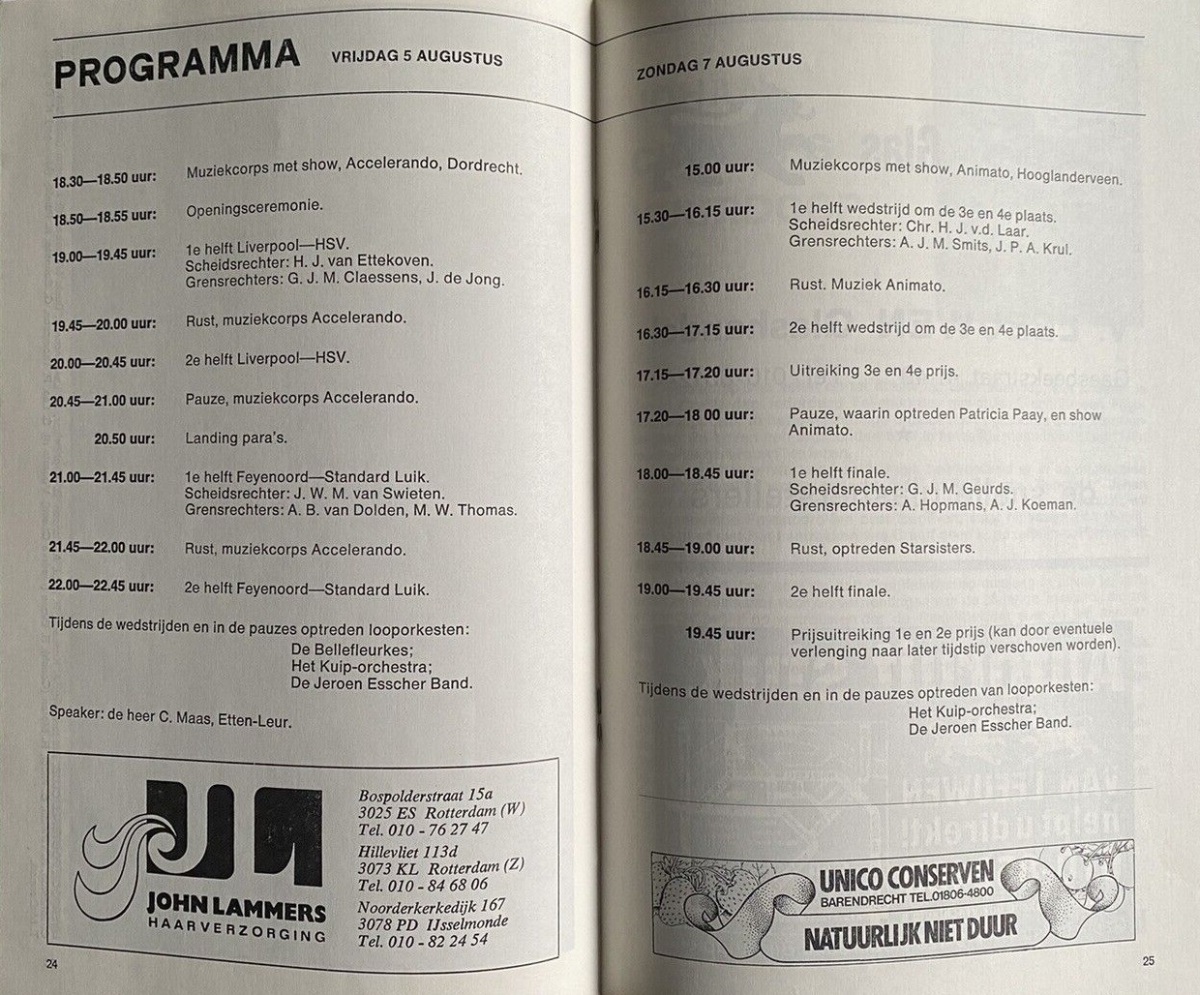 PROGRAMMA VRIJDAG 5 AUGUSTUS
18.30—18.50 uur: Muziekcorps met show, Accelerando, Dordrecht.
18.50—18.55 uur: Openingsceremonie.
19.00—19.45 uur: 1e helft Liverpool—HSV.
Scheidsrechter: H. J. van Ettekoven.
Grensrechters: G. J. M. Claessens, J. de Jong.
19.45—20.00 uur: Rust, muziekcorps Accelerando.
20.00—20.45 uur: 2e helft Liverpool—HSV.
20.45—21.00 uur: Pauze, muziekcorps Accelerando.
20.50 uur: Landing para's.
21.00—21.45 uur: 1e helft Feyenoord—Standard Luik.
Scheidsrechter: J. W. M. van Swieten.
Grensrechters: A. B. van Dolden, M. W. Thomas.
21.45—22.00 uur: Rust, muziekcorps Accelerando.
22.00—22.45 uur: 2e helft Feyenoord—Standard Luik.
Tijdens de wedstrijden en in de pauzes optreden looporkesten:
De Bellefleurkes;
Het Kuip-orchestra;
De Jeroen Esscher Band.
Speaker: de heer C. Maas, Etten-Leur.
JOHN LAMMERS
HAARVERZORGING
Bospolderstraat 15a
3025 ES Rotterdam (W)
Tel. 010 - 76 27 47
Hillevliet 113d
3073 KL Rotterdam (Z)
Tel. 010 - 84 68 06
Noorderkerkedijk 167
3078 PD IJsselmonde
Tel. 010 - 82 24 54
24
ZONDAG 7 AUGUSTUS
15.00 uur: Muziekcorps met show, Animato, Hooglanderveen.
15.30—16.15 uur: 1e helft wedstrijd om de 3e en 4e plaats.
Scheidsrechter: Chr. H. J. v.d. Laar.
Grensrechters: A. J. M. Smits, J. P. A. Krul.
16.15—16.30 uur: Rust. Muziek Animato.
16.30—17.15 uur: 2e helft wedstrijd om de 3e en 4e plaats.
17.15—17.20 uur: Uitreiking 3e en 4e prijs.
17.20—18 00 uur: Pauze, waarin optreden Patricia Paay, en show
Animato.
18.00—18.45 uur: 1e helft finale.
Scheidsrechter: G. J. M. Geurds.
Grensrechters: A. Hopmans, A. J. Koeman.
18.45—19.00 uur: Rust, optreden Starsisters.
19.00—19.45 uur: 2e helft finale.
19.45 uur: Prijsuitreiking 1e en 2e prijs (kan door eventuele
verlenging naar later tijdstip verschoven worden).
Tijdens de wedstrijden en in de pauzes optreden van looporkesten:
Het Kuip-orchestra;
De Jeroen Esscher Band.
UNICO CONSERVEN
BARENDRECHT TEL.01806-4800
NATUURLIJK NIET DUUR
25